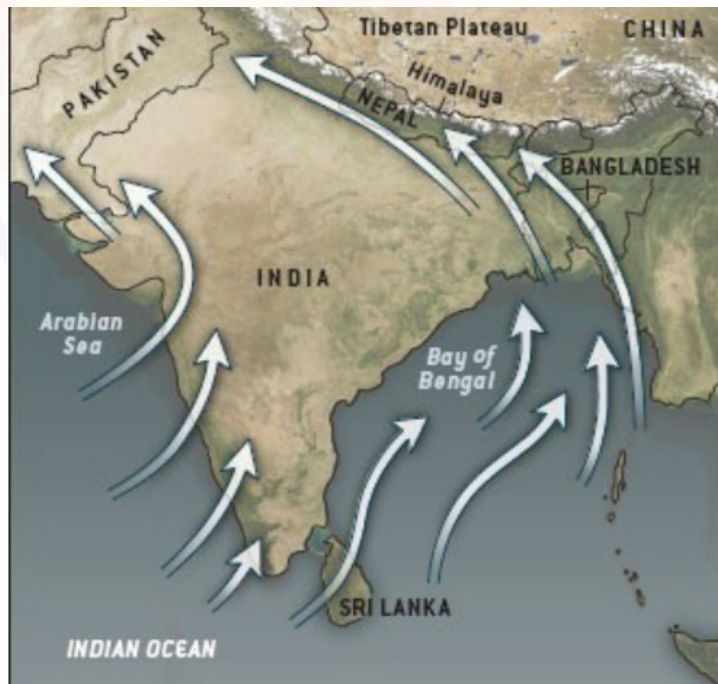 Tibetan Plateau
CHINA
PAKISTAN
Himalaya
NEPAL
BANGLADESH
INDIA
Arabian
Sea
Bay of
Bengal
SRI LANKA
INDIAN OCEAN